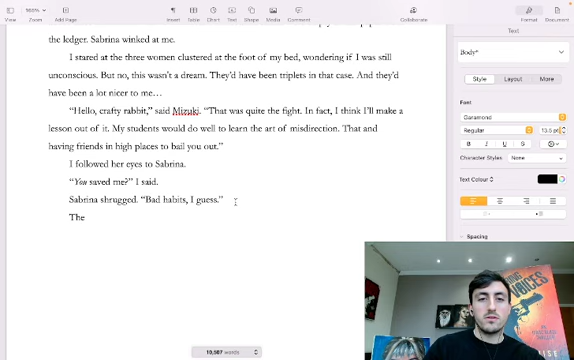 100%
View
Zoom
Add Page
Insert
Table
Chart
Text
Shape
Media
Comment
Collaborate
Format
Document
the ledger. Sabrina winked at me.
I stared at the three women clustered at the foot of my bed, wondering if I was still
unconscious. But no, this wasn’t a dream. They’d have been triplets in that case. And they’d
have been a lot nicer to me…
“Hello, crafty rabbit,” said Mizuki. “That was quite the fight. In fact, I think I’ll make a
lesson out of it. My students would do well to learn the art of misdirection. That and
having friends in high places to bail you out.”
I followed her eyes to Sabrina.
“You saved me?” I said.
Sabrina shrugged. “Bad habits, I guess.”
The
10,507 words
Text
Body*
Style
Layout
More
Font
Garamond
Regular
13.5 pt
B I U S
Character Styles
None
Text Colour
Spacing
VOICES